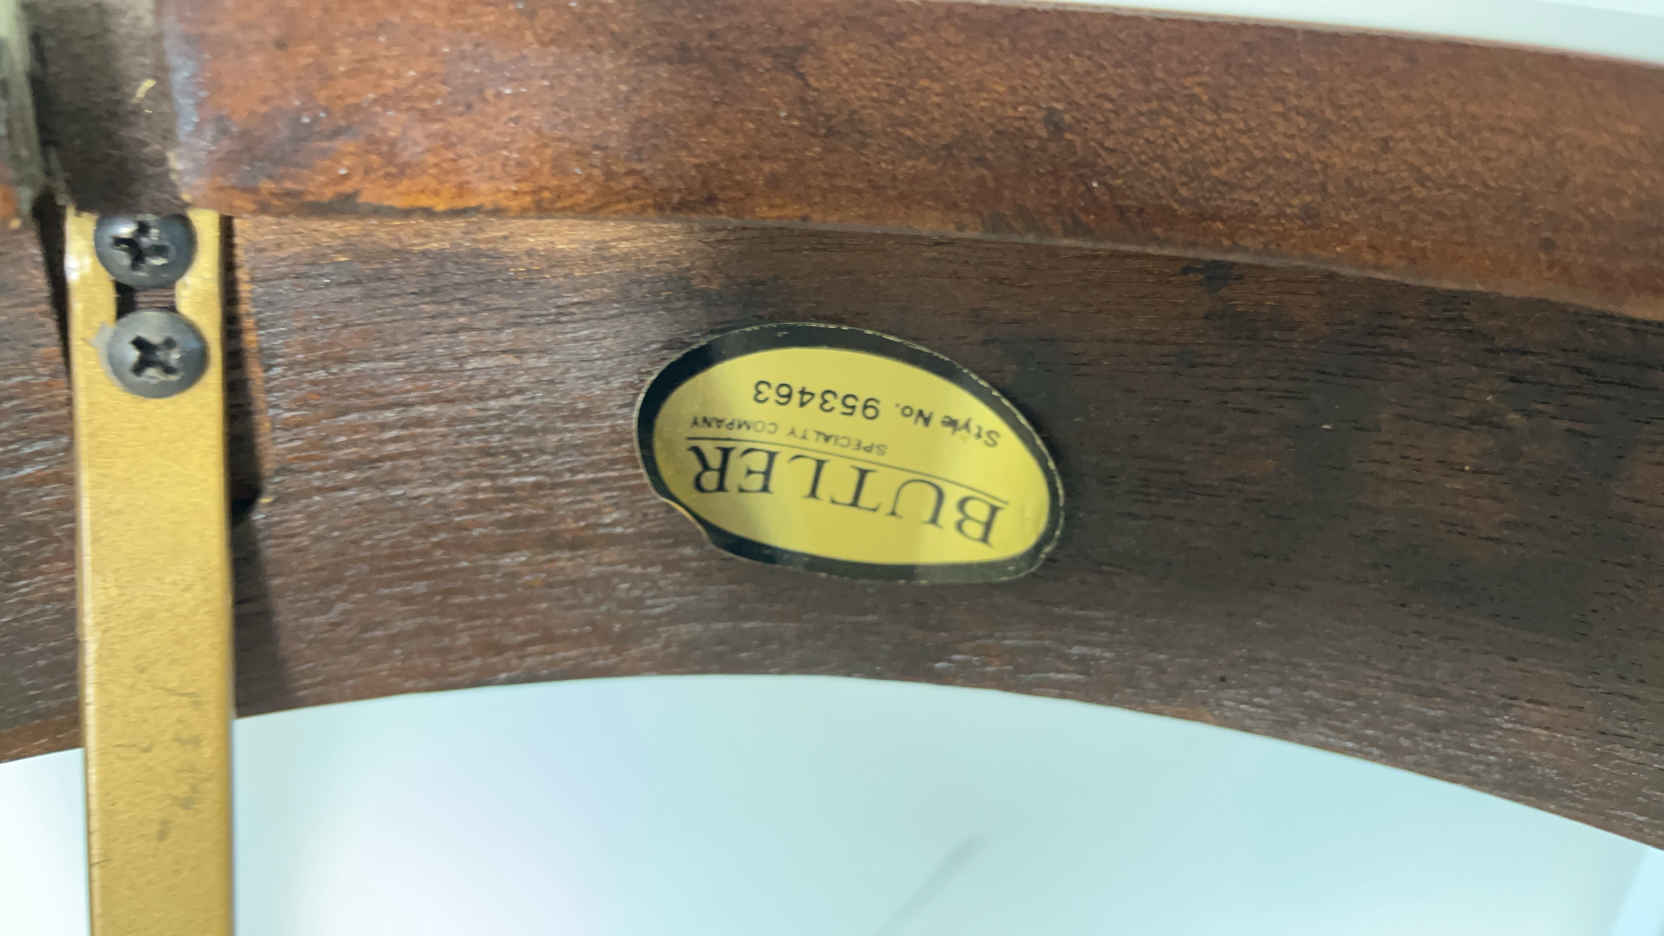 BUTLER
SPECIALTY COMPANY
Style No. 953463